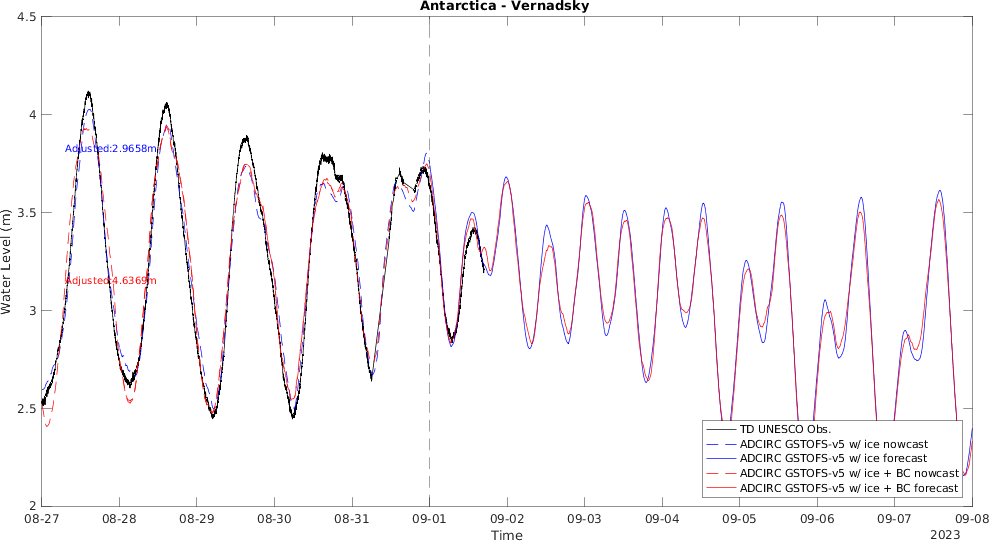 Antarctica - Vernadsky
4.5
4
3.5
3
2.5
2
Water Level (m)
Adjusted:2.9658m
Adjusted:4.6369m
TD UNESCO Obs.
ADCIRC GSTOFS-v5 w/ ice nowcast
ADCIRC GSTOFS-v5 w/ ice forecast
ADCIRC GSTOFS-v5 w/ ice + BC nowcast
ADCIRC GSTOFS-v5 w/ ice + BC forecast
08-27 08-28 08-29 08-30 08-31 09-01 09-02 09-03 09-04 09-05 09-06 09-07 09-08
Time
2023